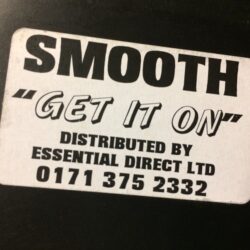 SMOOTH
"GET IT ON"
DISTRIBUTED BY
ESSENTIAL DIRECT LTD
0171 375 2332